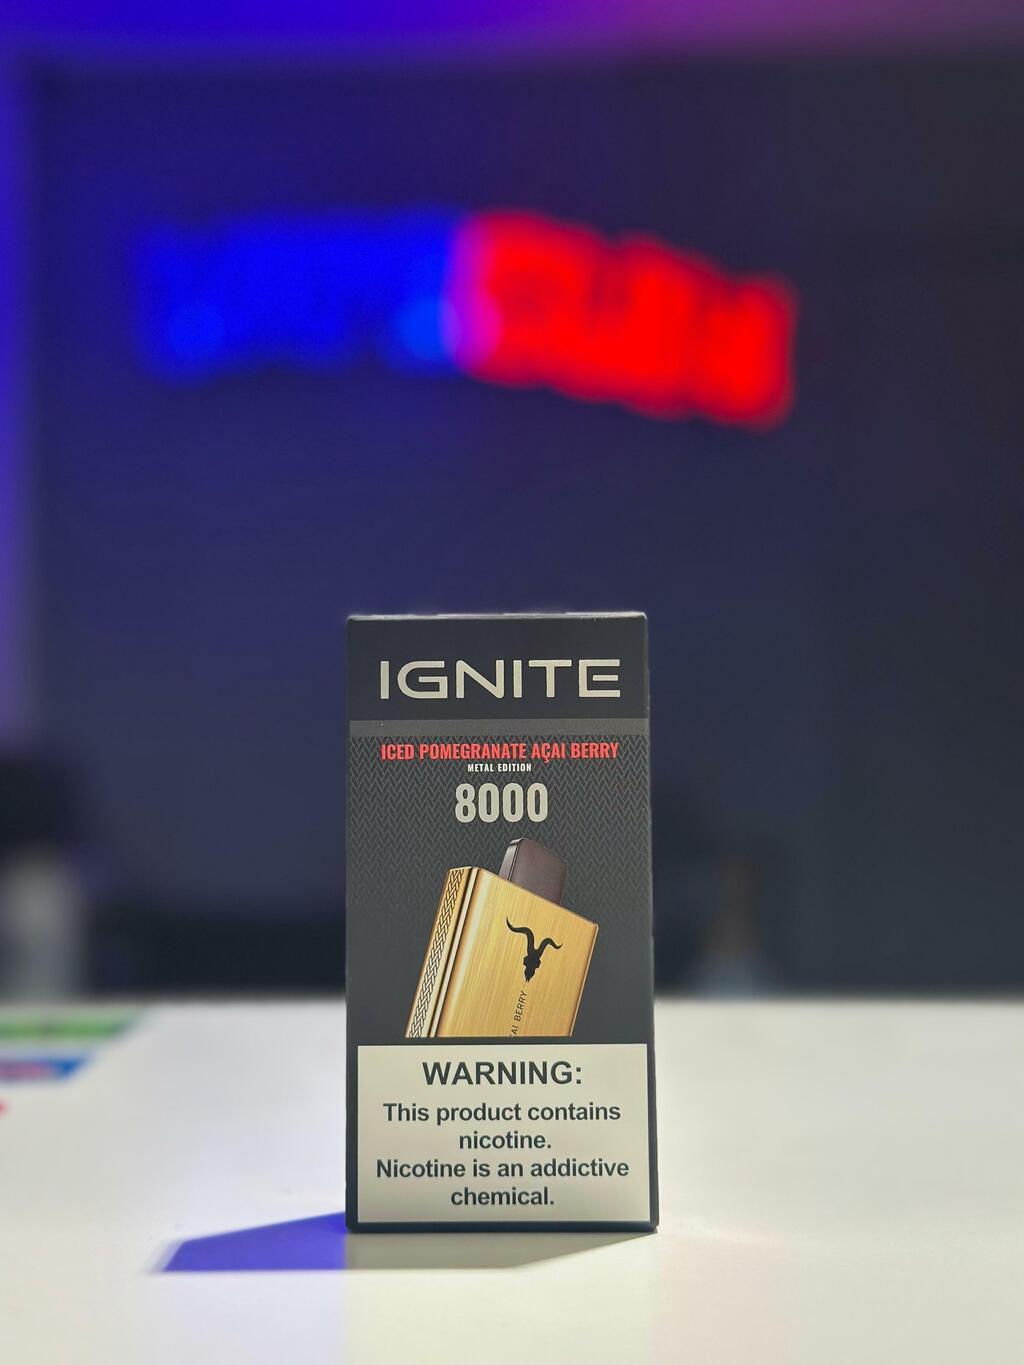 IGNITE
ICED POMEGRANATE AÇAI BERRY
METAL EDITION
8000
AI BERRY
WARNING:
This product contains
nicotine.
Nicotine is an addictive
chemical.